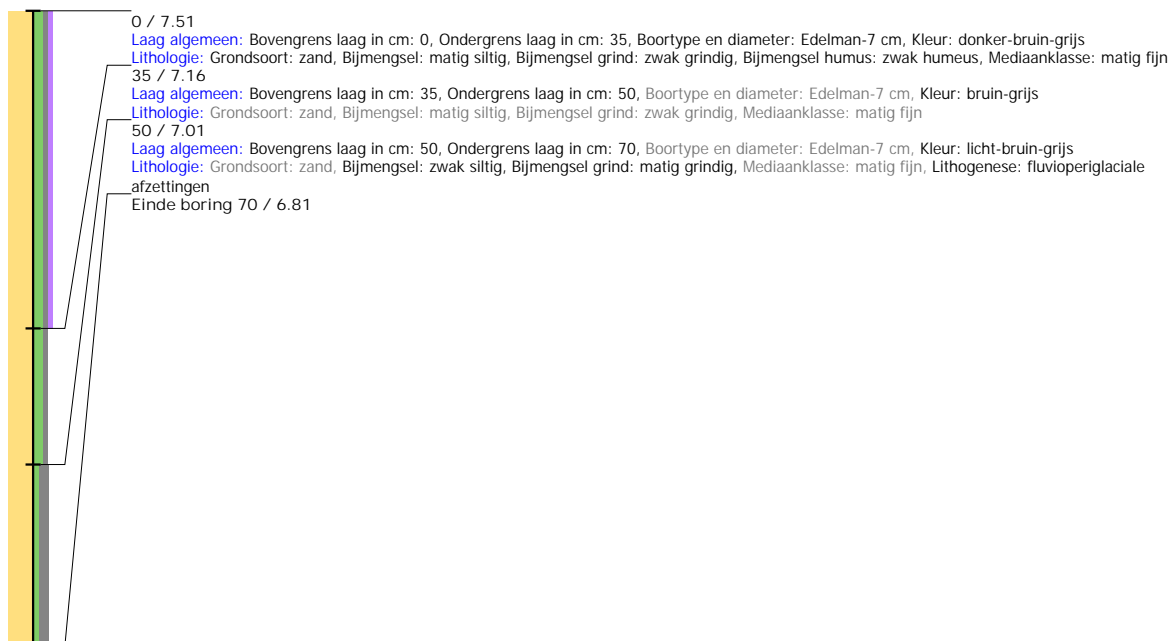 0 / 7.51
Laag algemeen: Bovengrens laag in cm: 0, Ondergrens laag in cm: 35, Boortype en diameter: Edelman-7 cm, Kleur: donker-bruin-grijs
Lithologie: Grondsoort: zand, Bijmengsel: matig siltig, Bijmengsel grind: zwak grindig, Bijmengsel humus: zwak humeus, Mediaanklasse: matig fijn
35 / 7.16
Laag algemeen: Bovengrens laag in cm: 35, Ondergrens laag in cm: 50, Boortype en diameter: Edelman-7 cm, Kleur: bruin-grijs
Lithologie: Grondsoort: zand, Bijmengsel: matig siltig, Bijmengsel grind: zwak grindig, Mediaanklasse: matig fijn
50 / 7.01
Laag algemeen: Bovengrens laag in cm: 50, Ondergrens laag in cm: 70, Boortype en diameter: Edelman-7 cm, Kleur: licht-bruin-grijs
Lithologie: Grondsoort: zand, Bijmengsel: zwak siltig, Bijmengsel grind: matig grindig, Mediaanklasse: matig fijn, Lithogenese: fluvioperiglaciale
afzettingen
Einde boring 70 / 6.81